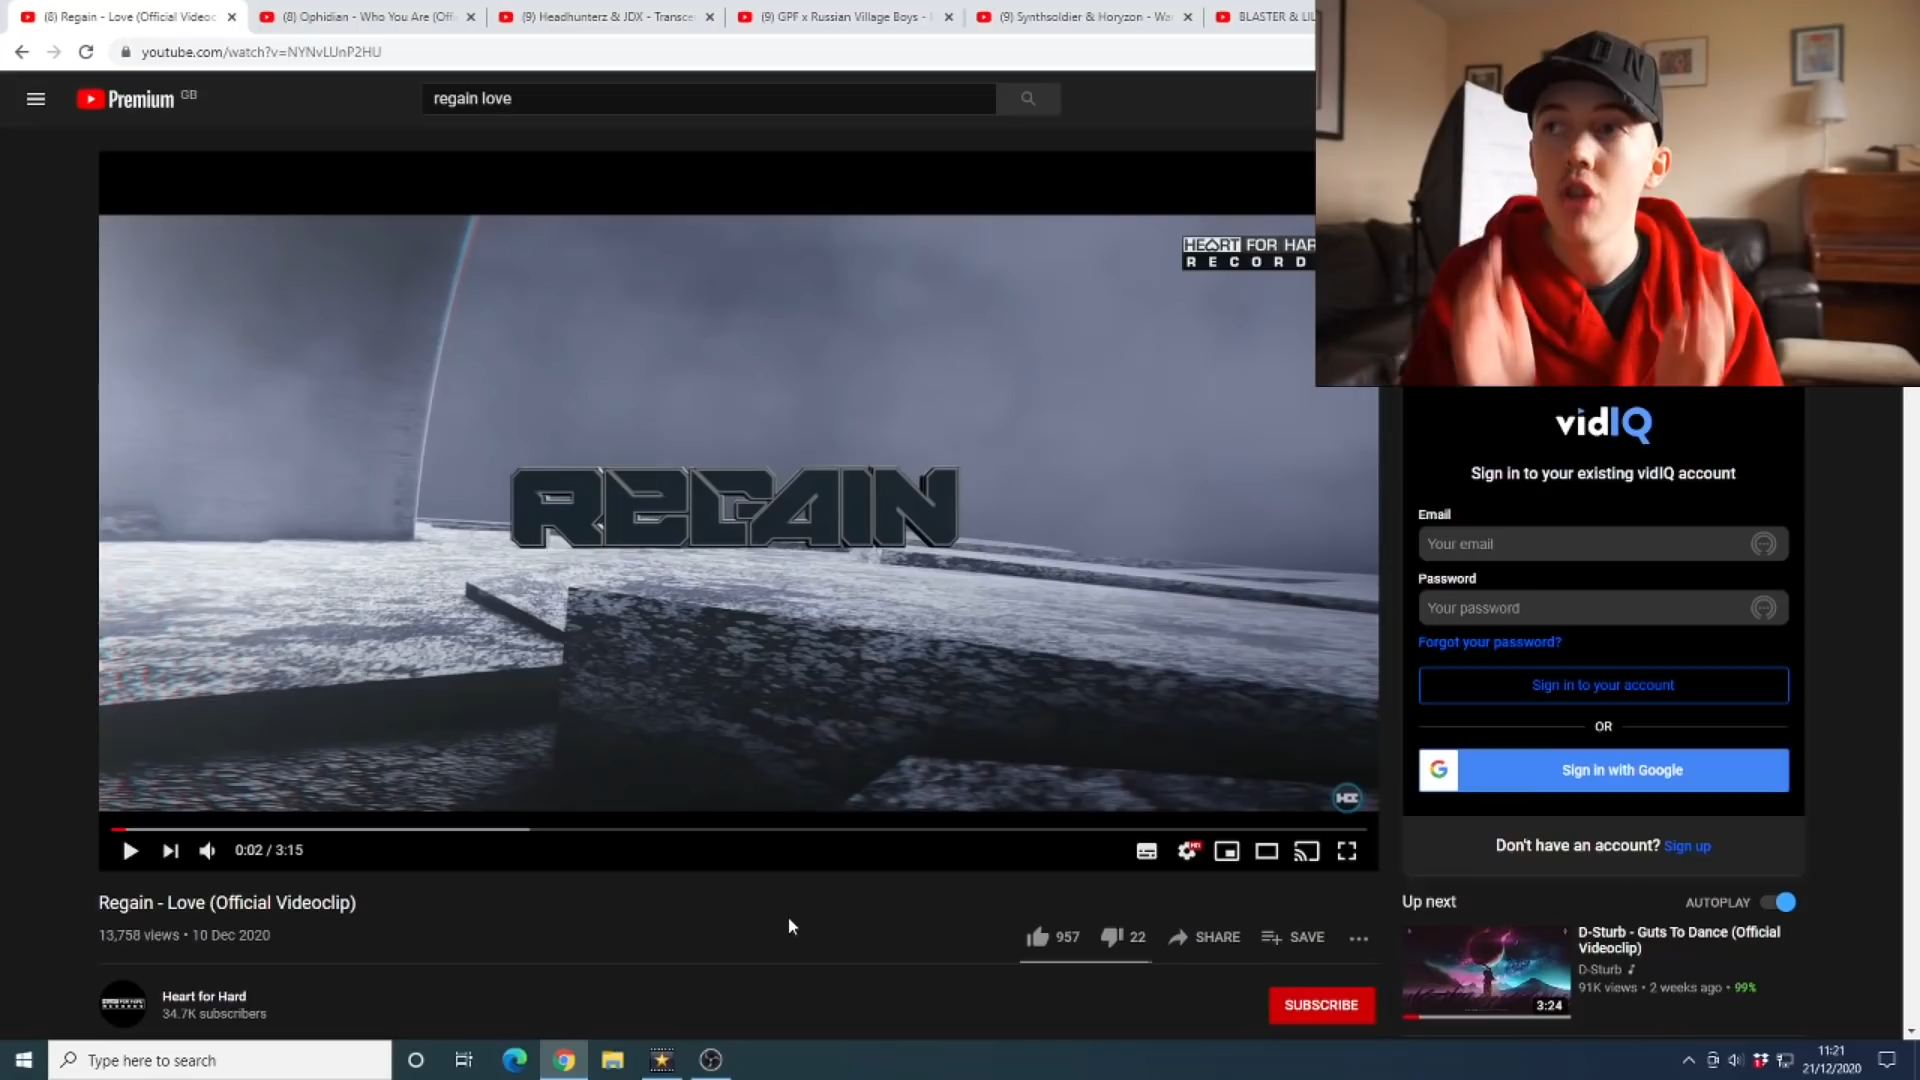 (8) Regain - Love (Official Videoc
(8) Ophidian - Who You Are (Offi
(9) Headhunterz & JDX - Transce
(9) GPF x Russian Village Boys -
(9) Synthsoldier & Horyzon - Wa
BLASTER & LIL
youtube.com/watch?v=NYNvLUnP2HU
Premium GB
regain love
HEART FOR HAR
RECORD
REGAIN
vidIQ
Sign in to your existing vidIQ account
Email
Your email
Password
Your password
Forgot your password?
Sign in to your account
OR
G Sign in with Google
Don't have an account? Sign up
0:02 / 3:15
HD
Regain - Love (Official Videoclip)
13,758 views • 10 Dec 2020
957
22
SHARE
SAVE
Heart for Hard
34.7K subscribers
SUBSCRIBE
Up next
AUTOPLAY
D-Sturb - Guts To Dance (Official
Videoclip)
D-Sturb
91K views • 2 weeks ago • 99%
3:24
Type here to search
11:21
21/12/2020